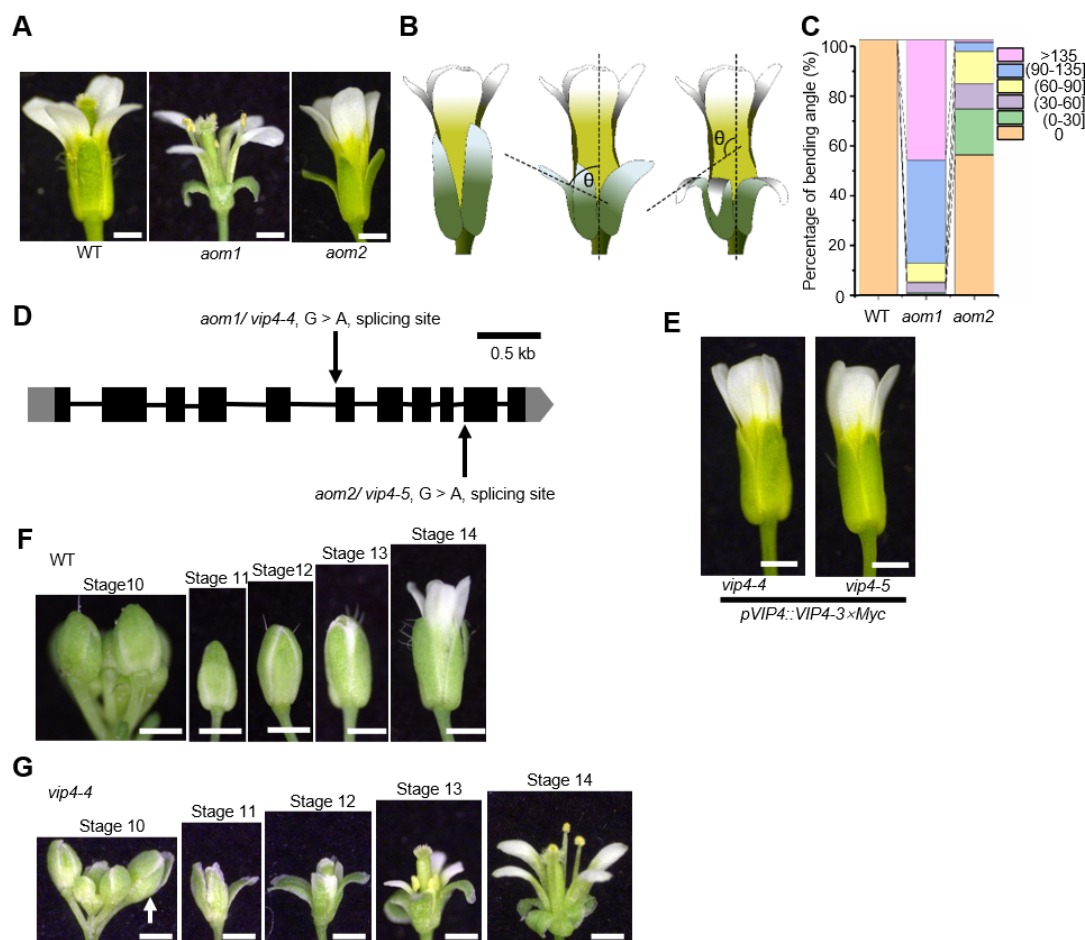 A
WT
aom1
aom2
B
θ
θ
C
Percentage of bending angle (%)
100
80
60
40
20
0
WT
aom1
aom2
>135
(90-135]
(60-90]
(30-60]
(0-30]
0
D
aom1/ vip4-4, G > A, splicing site
0.5 kb
aom2/ vip4-5, G > A, splicing site
E
vip4-4
vip4-5
pVIP4::VIP4-3×Myc
F
WT
Stage10
Stage 11
Stage12
Stage 13
Stage 14
G
vip4-4
Stage 10
Stage 11
Stage 12
Stage 13
Stage 14